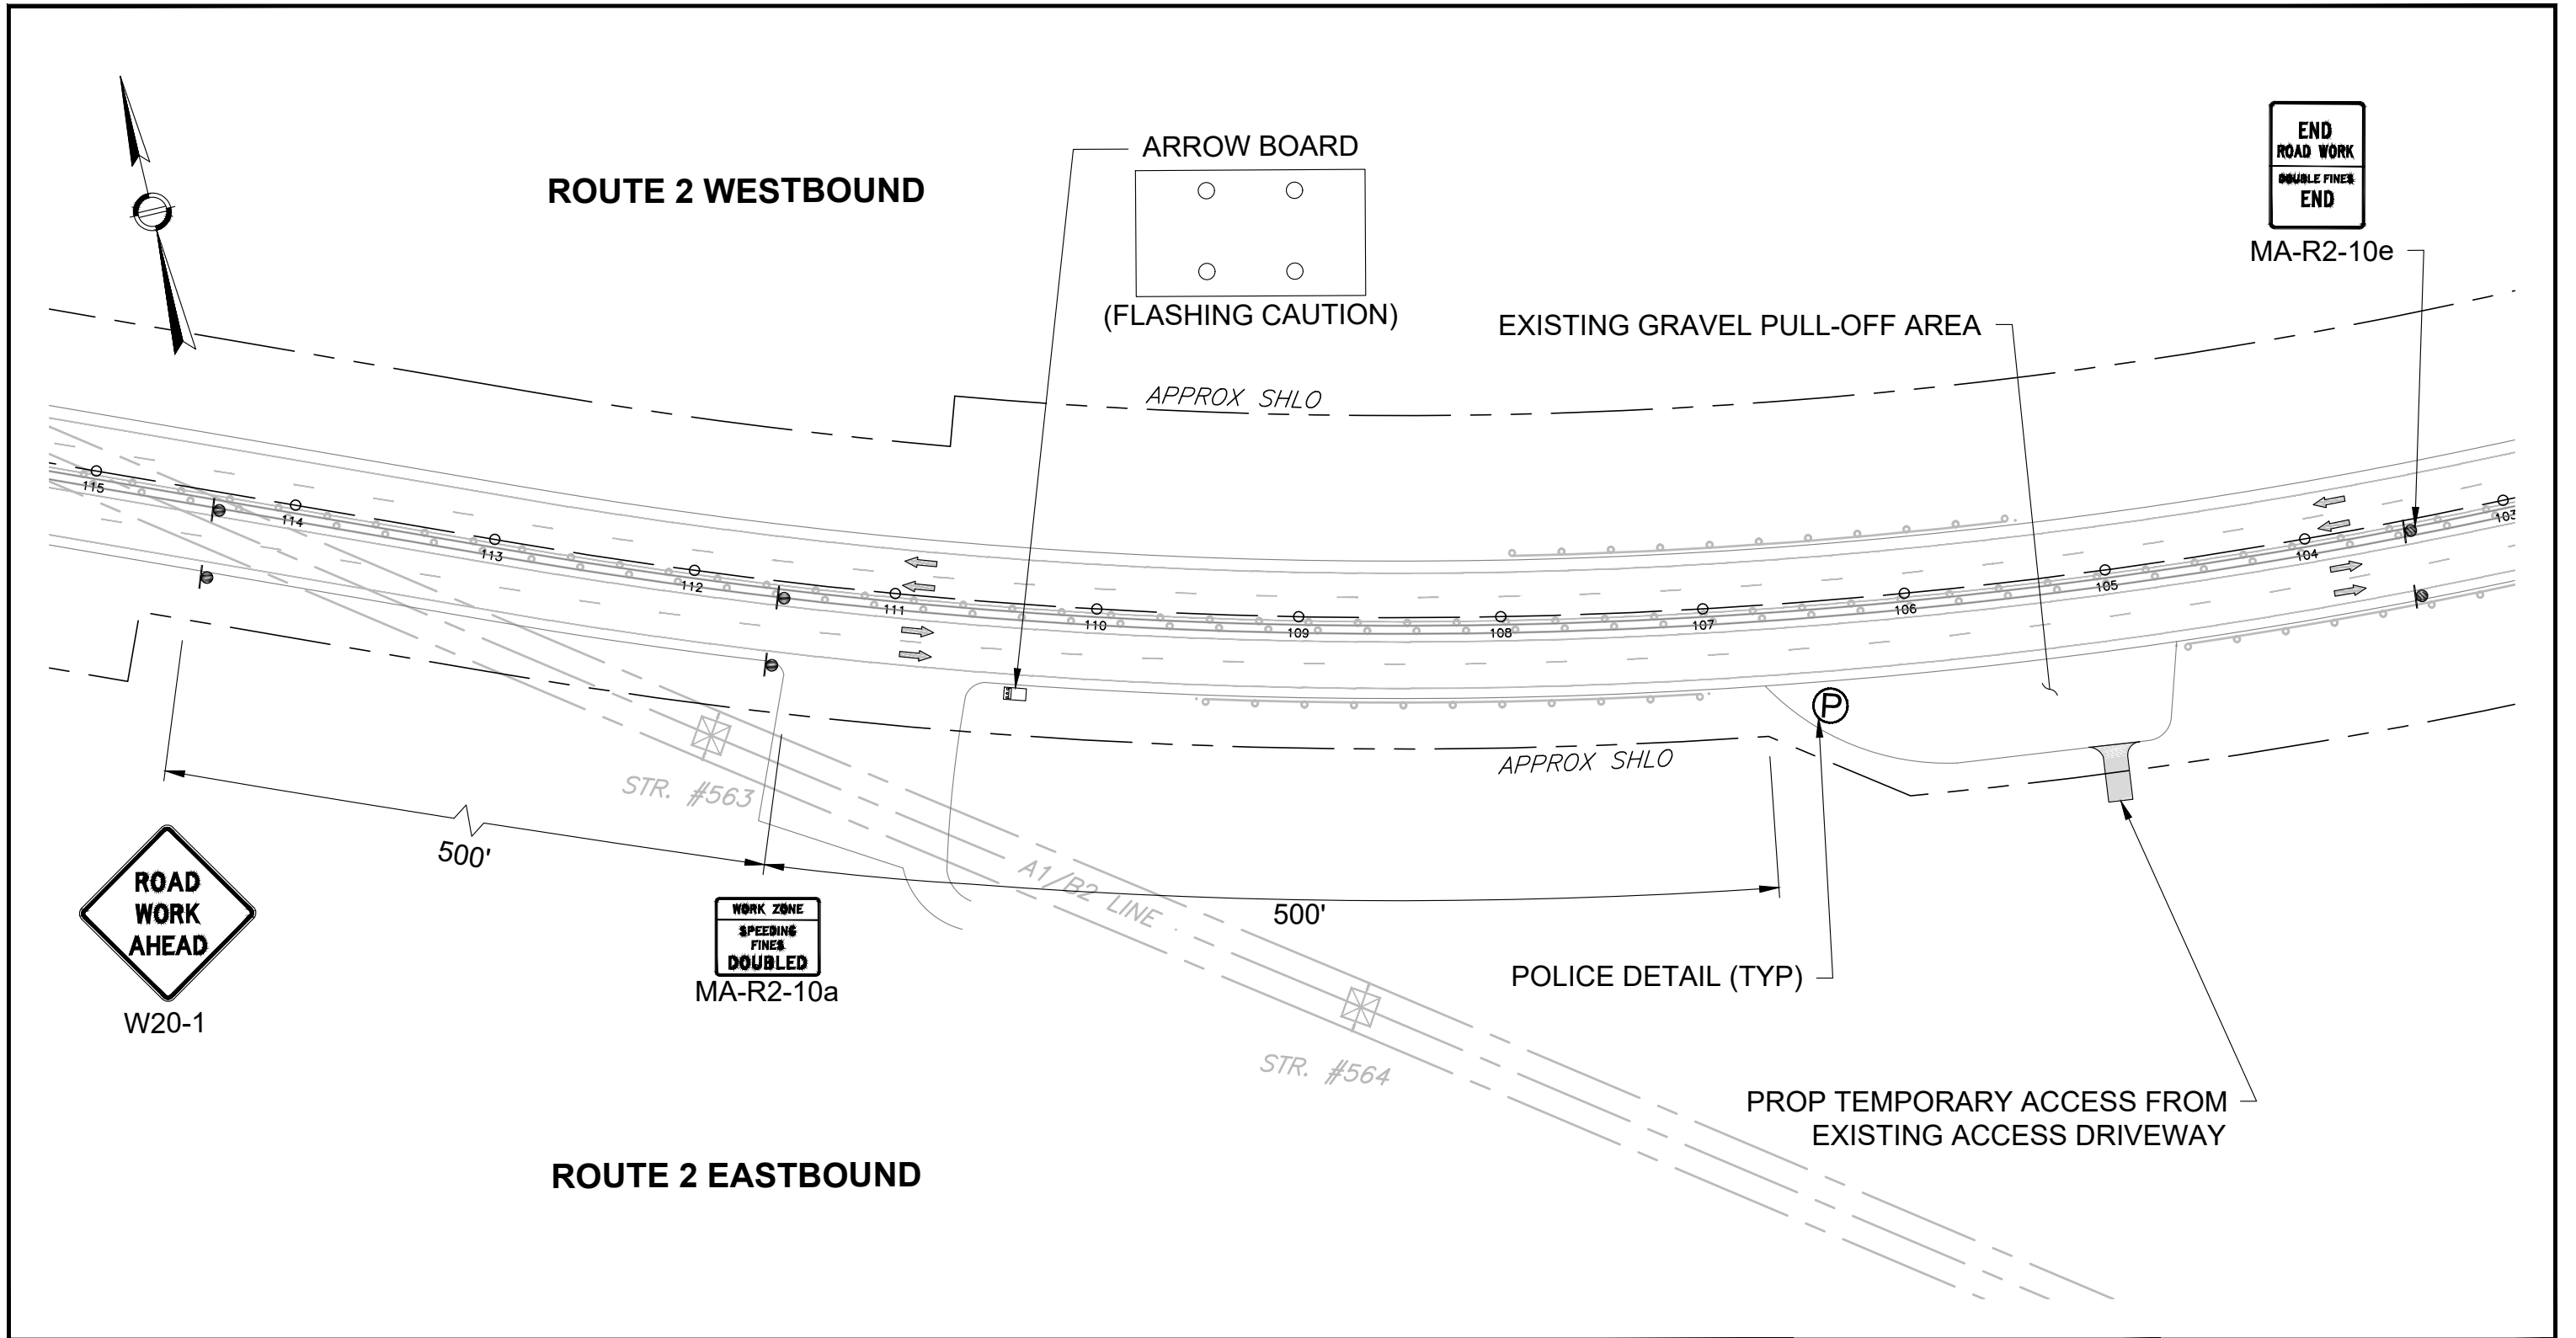 ROUTE 2 WESTBOUND
ARROW BOARD
(FLASHING CAUTION)
END
ROAD WORK
DOUBLE FINES
END
MA-R2-10e
EXISTING GRAVEL PULL-OFF AREA
APPROX SHLO
115
114
113
112
111
110
109
108
107
106
105
104
103
APPROX SHLO
P
STR. #563
500'
500'
A1/B2 LINE
ROAD
WORK
AHEAD
W20-1
WORK ZONE
SPEEDING
FINES
DOUBLED
MA-R2-10a
POLICE DETAIL (TYP)
STR. #564
PROP TEMPORARY ACCESS FROM
EXISTING ACCESS DRIVEWAY
ROUTE 2 EASTBOUND